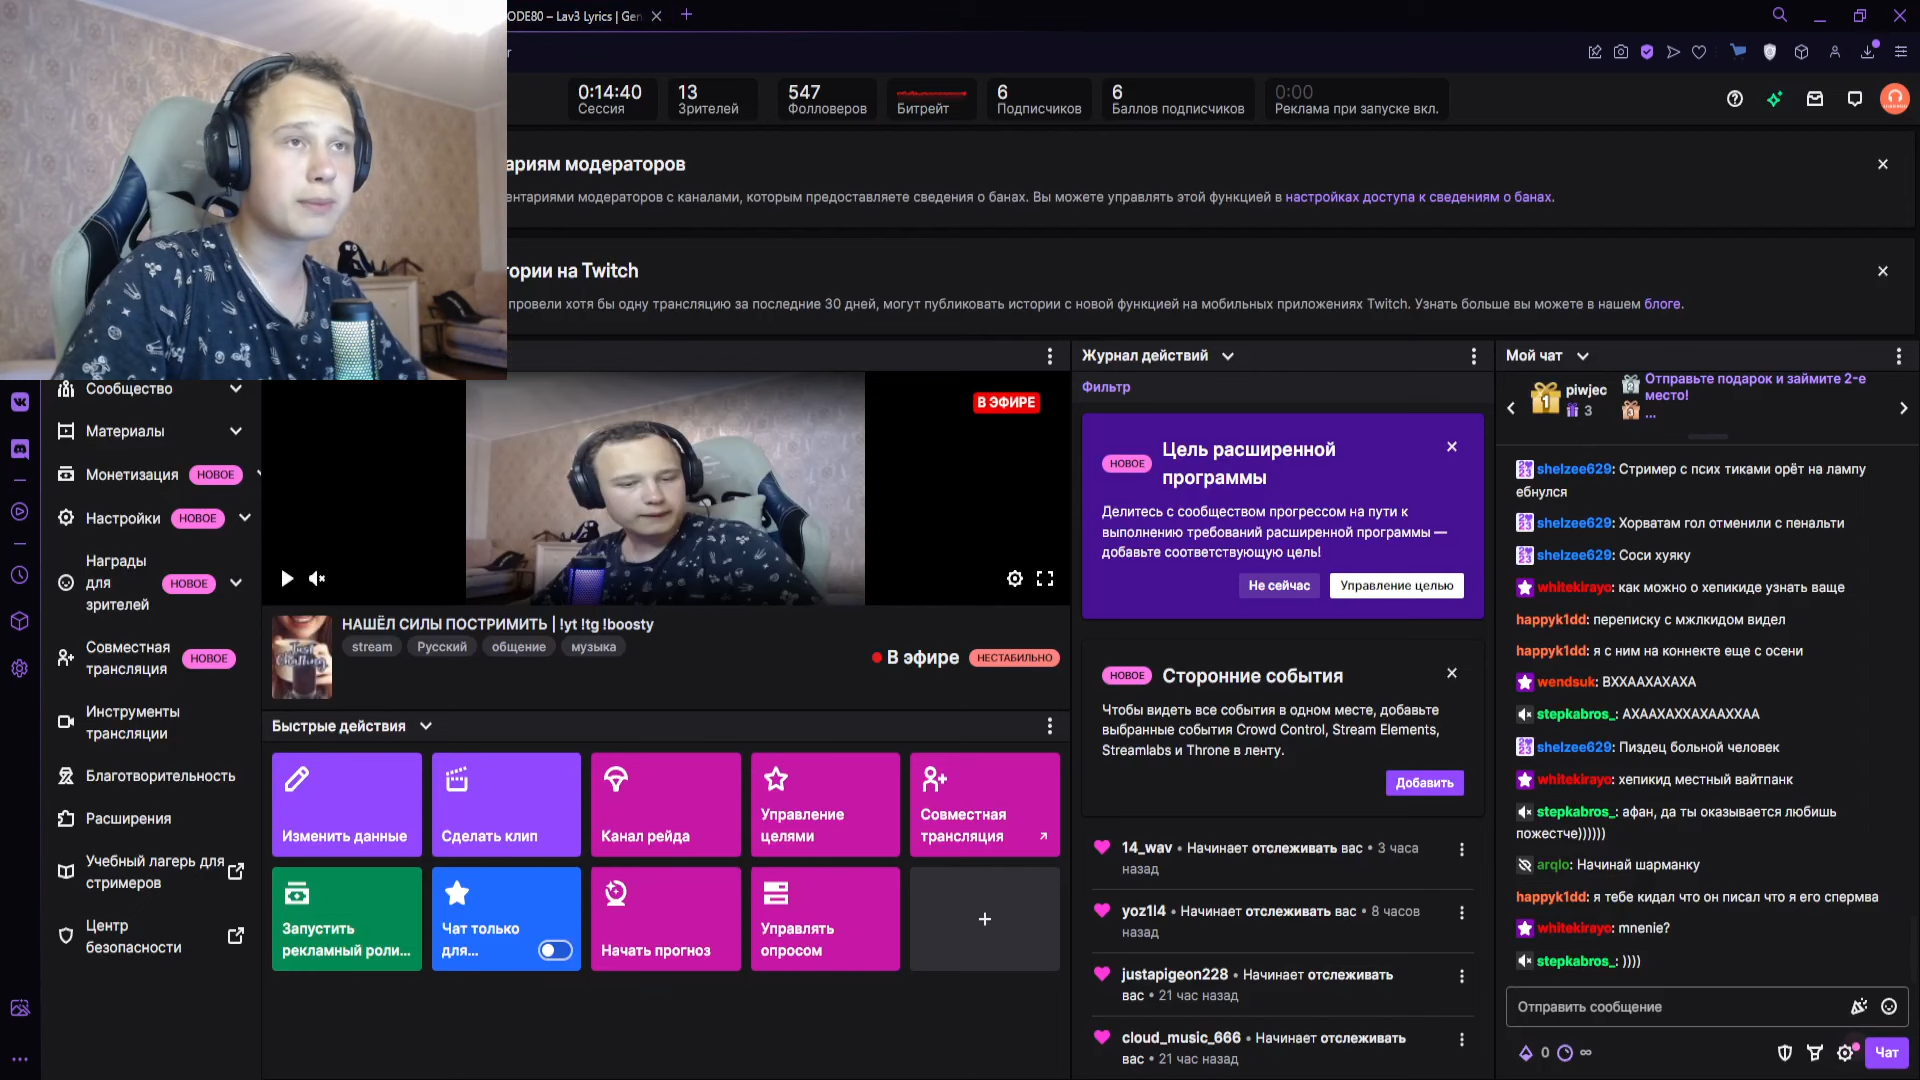 ODE80 – Lav3 Lyrics | Gen
0:14:40
Сессия
13
Зрителей
547
Фолловеров
Битрейт
6
Подписчиков
6
Баллов подписчиков
0:00
Реклама при запуске вкл.
ариям модераторов
ентариями модераторов с каналами, которым предоставляете сведения о банах. Вы можете управлять этой функцией в настройках доступа к сведениям о банах.
ории на Twitch
провели хотя бы одну трансляцию за последние 30 дней, могут публиковать истории с новой функцией на мобильных приложениях Twitch. Узнать больше вы можете в нашем блоге.
Сообщество
Материалы
Монетизация НОВОЕ
Настройки НОВОЕ
Награды
для
зрителей
НОВОЕ
Совместная
трансляция
НОВОЕ
Инструменты
трансляции
Благотворительность
Расширения
Учебный лагерь для
стримеров
Центр
безопасности
В ЭФИРЕ
НАШЁЛ СИЛЫ ПОСТРИМИТЬ | !yt !tg !boosty
stream Русский общение музыка
В эфире НЕСТАБИЛЬНО
Быстрые действия
Изменить данные
Сделать клип
Канал рейда
Управление
целями
Совместная
трансляция
Запустить
рекламный роли...
Чат только
для...
Начать прогноз
Управлять
опросом
Журнал действий
Фильтр
НОВОЕ
Цель расширенной
программы
Делитесь с сообществом прогрессом на пути к
выполнению требований расширенной программы —
добавьте соответствующую цель!
Не сейчас
Управление целью
НОВОЕ
Сторонние события
Чтобы видеть все события в одном месте, добавьте
выбранные события Crowd Control, Stream Elements,
Streamlabs и Throne в ленту.
Добавить
14_wav • Начинает отслеживать вас • 3 часа
назад
yoz1l4 • Начинает отслеживать вас • 8 часов
назад
justapigeon228 • Начинает отслеживать
вас • 21 час назад
cloud_music_666 • Начинает отслеживать
вас • 21 час назад
Мой чат
1
piwjec
3
Отправьте подарок и займите 2-е
место!
...
shelzee629: Стример с псих тиками орёт на лампу
ебнулся
shelzee629: Хорватам гол отменили с пенальти
shelzee629: Соси хуяку
whitekirayo: как можно о хепикиде узнать ваще
happyk1dd: переписку с мжлкидом видел
happyk1dd: я с ним на коннекте еще с осени
wendsuk: ВХХААХАХАХА
stepkabros_: АХААХАХХАХААХХАА
shelzee629: Пиздец больной человек
whitekirayo: хепикид местный вайтпанк
stepkabros_: афан, да ты оказывается любишь
пожестче))))))
arqlo: Начинай шарманку
happyk1dd: я тебе кидал что он писал что я его спермва
whitekirayo: mnenie?
stepkabros_: ))))
Отправить сообщение
0 ∞
Чат